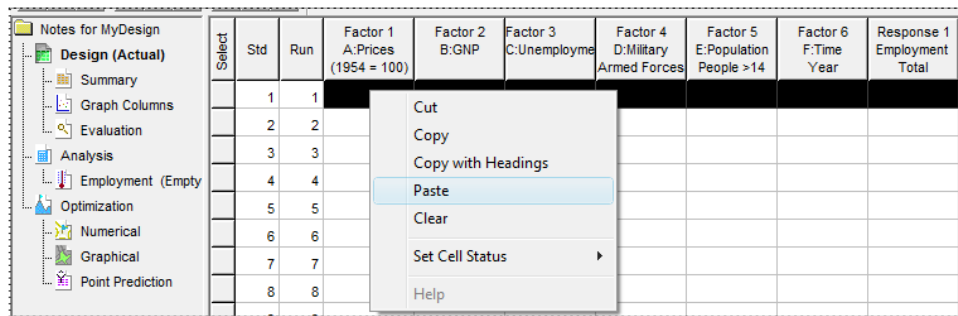 Notes for MyDesign
Design (Actual)
Summary
Graph Columns
Evaluation
Analysis
Employment (Empty
Optimization
Numerical
Graphical
Point Prediction
Select
Std
Run
Factor 1
A:Prices
(1954 = 100)
Factor 2
B:GNP
Factor 3
C:Unemployme
Factor 4
D:Military
Armed Forces
Factor 5
E:Population
People >14
Factor 6
F:Time
Year
Response 1
Employment
Total
1 1
2 2
3 3
4 4
5 5
6 6
7 7
8 8
Cut
Copy
Copy with Headings
Paste
Clear
Set Cell Status
Help